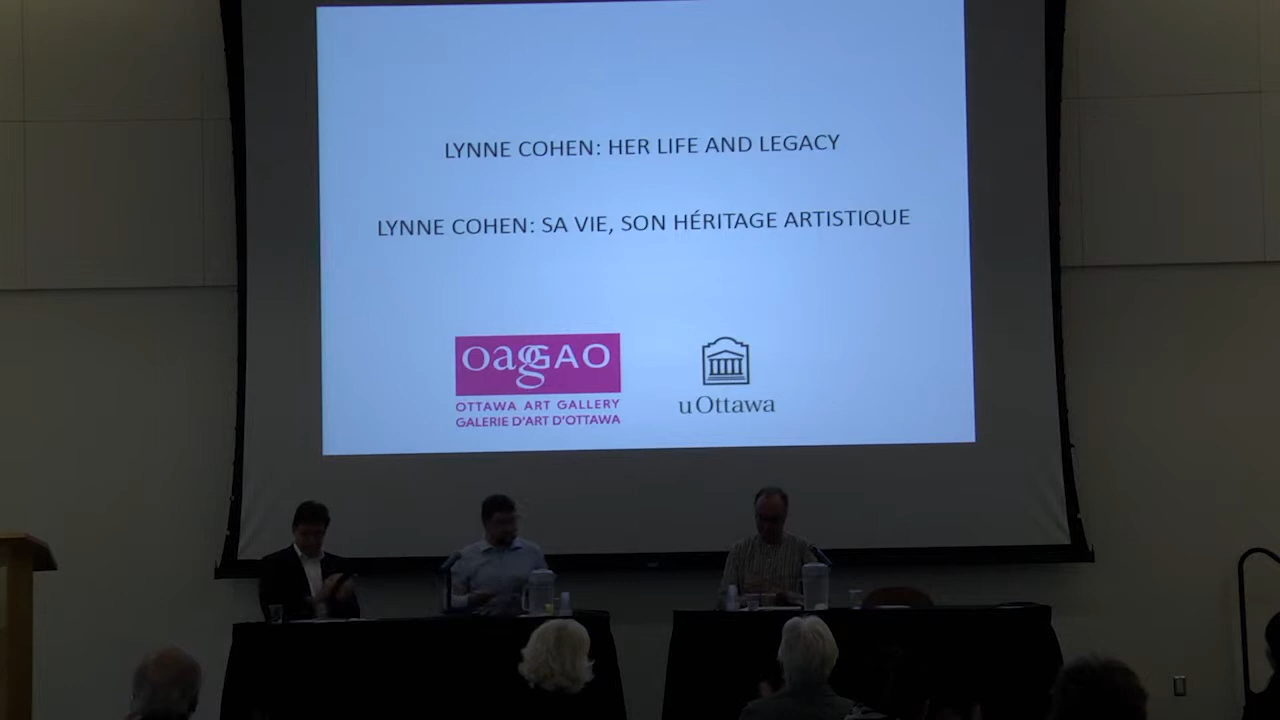 LYNNE COHEN: HER LIFE AND LEGACY
LYNNE COHEN: SA VIE, SON HÉRITAGE ARTISTIQUE
oaggao
OTTAWA ART GALLERY
GALERIE D'ART D'OTTAWA
uOttawa